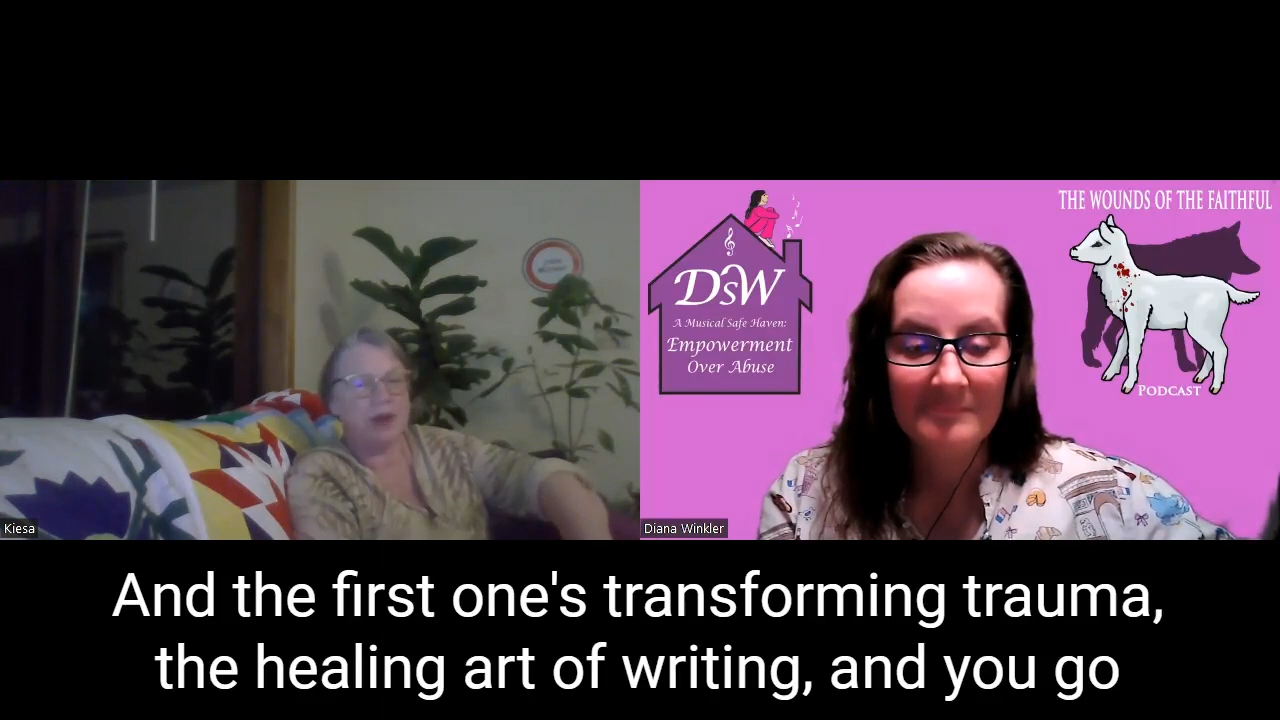 THE WOUNDS OF THE FAITHFUL
DsW
A Musical Safe Haven:
Empowerment
Over Abuse
PODCAST
Kiesa
Diana Winkler
And the first one's transforming trauma,
the healing art of writing, and you go